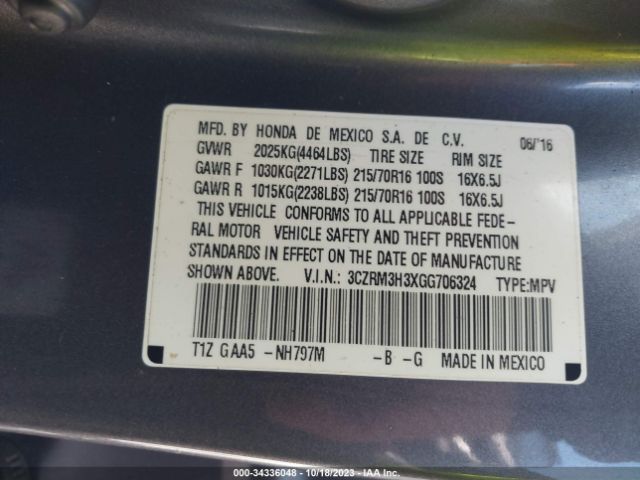 MFD. BY HONDA DE MEXICO S.A. DE C.V. 06/'16
GVWR 2025KG(4464LBS) TIRE SIZE RIM SIZE
GAWR F 1030KG(2271LBS) 215/70R16 100S 16X6.5J
GAWR R 1015KG(2238LBS) 215/70R16 100S 16X6.5J
THIS VEHICLE CONFORMS TO ALL APPLICABLE FEDE-
RAL MOTOR VEHICLE SAFETY AND THEFT PREVENTION
STANDARDS IN EFFECT ON THE DATE OF MANUFACTURE
SHOWN ABOVE. V.I.N.: 3CZRM3H3XGG706324 TYPE:MPV
T1Z GAA5 -NH797M -B -G MADE IN MEXICO
000-34336048 - 10/18/2023 - IAA Inc.